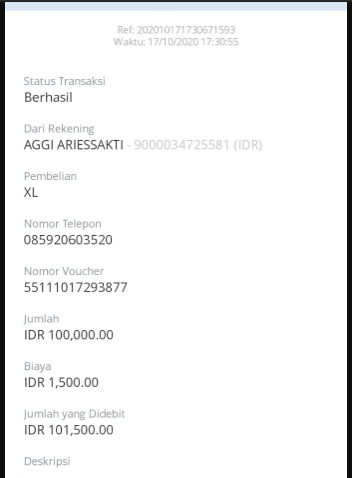 Ref: 202010171730671593
Waktu: 17/10/2020 17:30:55
Status Transaksi
Berhasil
Dari Rekening
AGGI ARIESSAKTI - 9000034725581 (IDR)
Pembelian
XL
Nomor Telepon
085920603520
Nomor Voucher
55111017293877
Jumlah
IDR 100,000.00
Biaya
IDR 1,500.00
Jumlah yang Didebit
IDR 101,500.00
Deskripsi